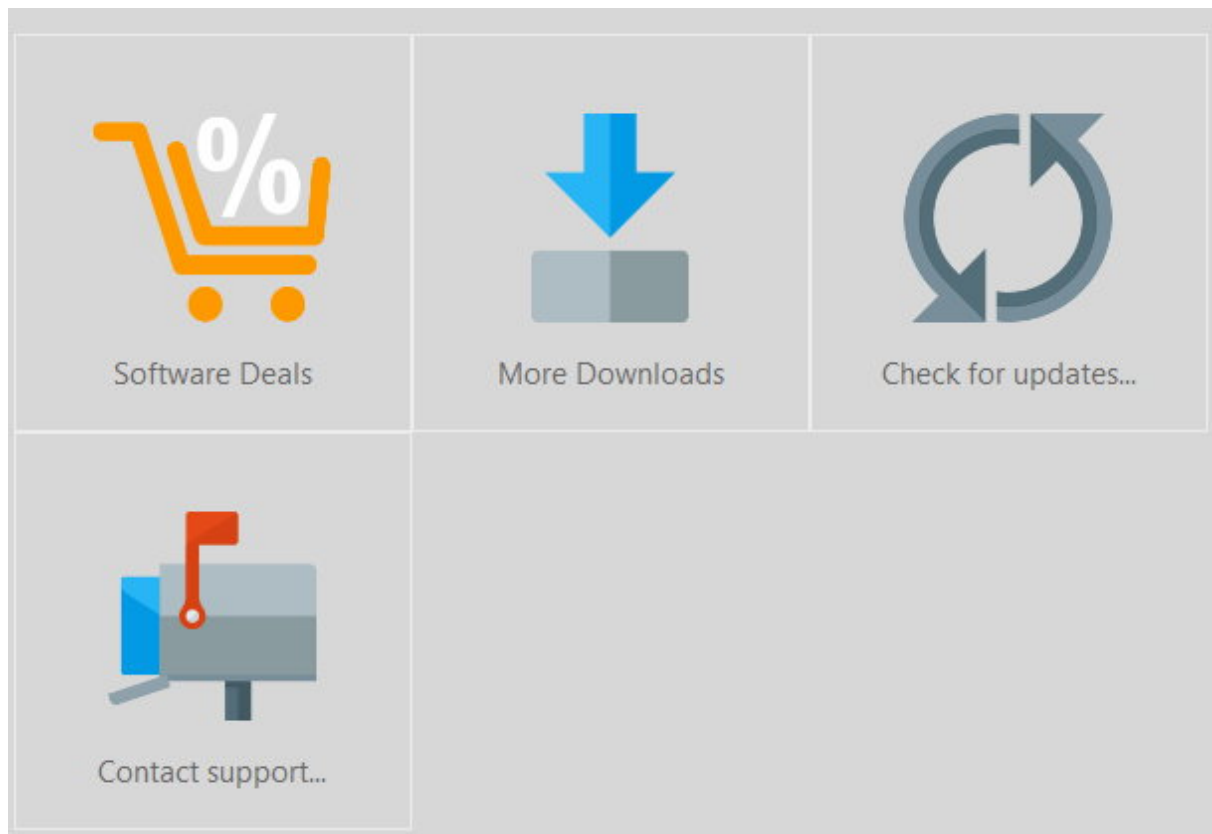 %
Software Deals
More Downloads
Check for updates...
Contact support...